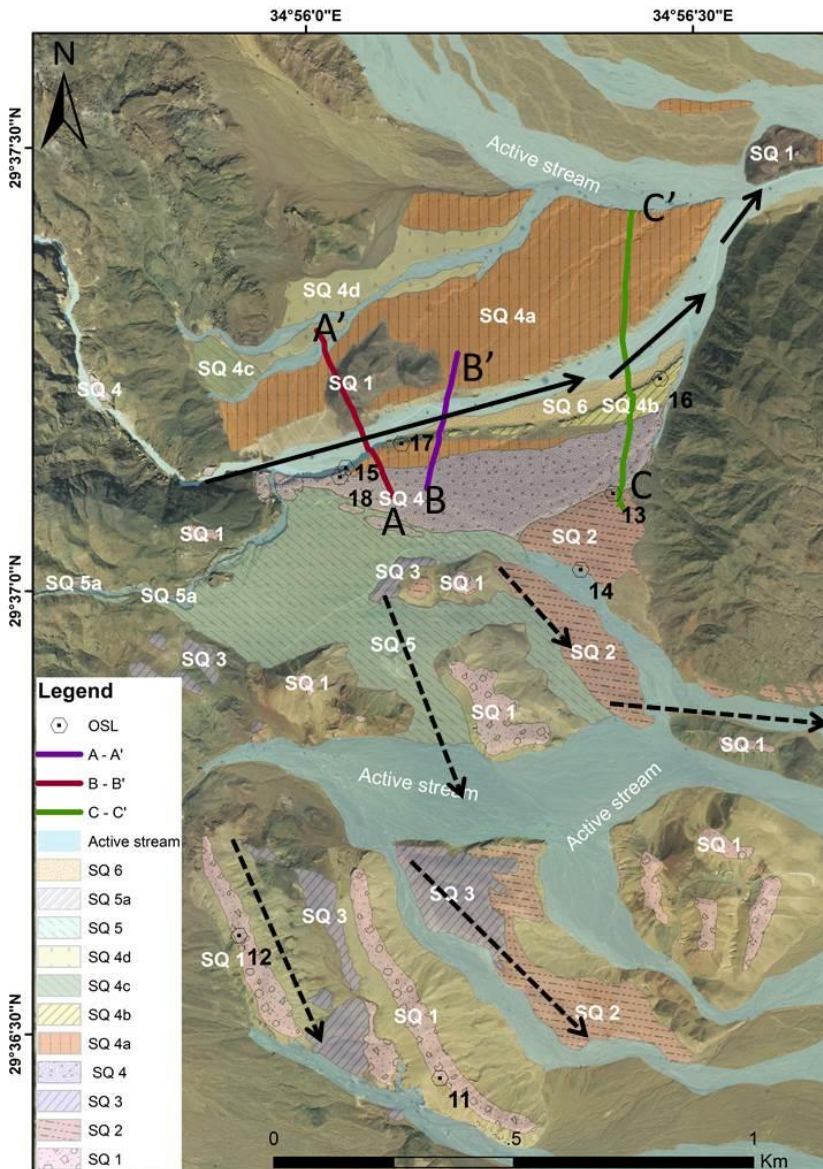 34°56'0"E
34°56'30"E
N
29°37'30"N
SQ 1
Active stream
C'
SQ 4d
A'
SQ 4a
B'
SQ 4c
SQ 1
SQ 4
SQ 6
SQ 4b
16
17
15
18
SQ 4
A
B
C
13
SQ 1
SQ 2
14
29°37'0"N
SQ 5a
SQ 5a
SQ 3
SQ 1
SQ 5
SQ 2
SQ 3
SQ 1
SQ 1
SQ 1
Active stream
Active stream
SQ 1
SQ 3
SQ 3
SQ 1
12
SQ 1
SQ 2
11
29°36'30"N
Legend
OSL
A - A'
B - B'
C - C'
Active stream
SQ 6
SQ 5a
SQ 5
SQ 4d
SQ 4c
SQ 4b
SQ 4a
SQ 4
SQ 3
SQ 2
SQ 1
0
.5
1
Km